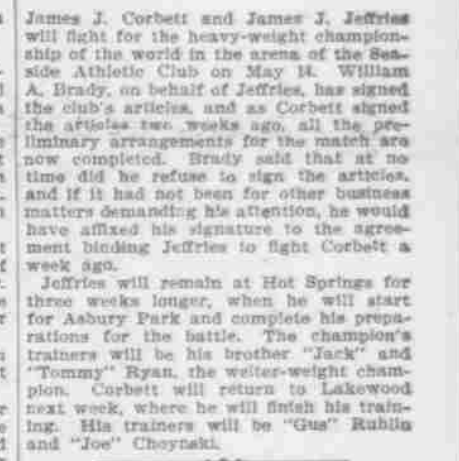 James J. Corbett and James J. Jeffries
will fight for the heavy-weight champion-
ship of the world in the arena of the Sea-
side Athletic Club on May 14. William
A. Brady, on behalf of Jeffries, has signed
the club's articles, and as Corbett signed
the articles two weeks ago, all the pre-
liminary arrangements for the match are
now completed. Brady said that at no
time did he refuse to sign the articles,
and if it had not been for other business
matters demanding his attention, he would
have affixed his signature to the agree-
ment binding Jeffries to fight Corbett a
week ago.
Jeffries will remain at Hot Springs for
three weeks longer, when he will start
for Asbury Park and complete his prepa-
rations for the battle. The champion's
trainers will be his brother "Jack" and
"Tommy" Ryan, the welter-weight cham-
pion. Corbett will return to Lakewood
next week, where he will finish his train-
ing. His trainers will be "Gus" Ruhlin
and "Joe" Choynski.